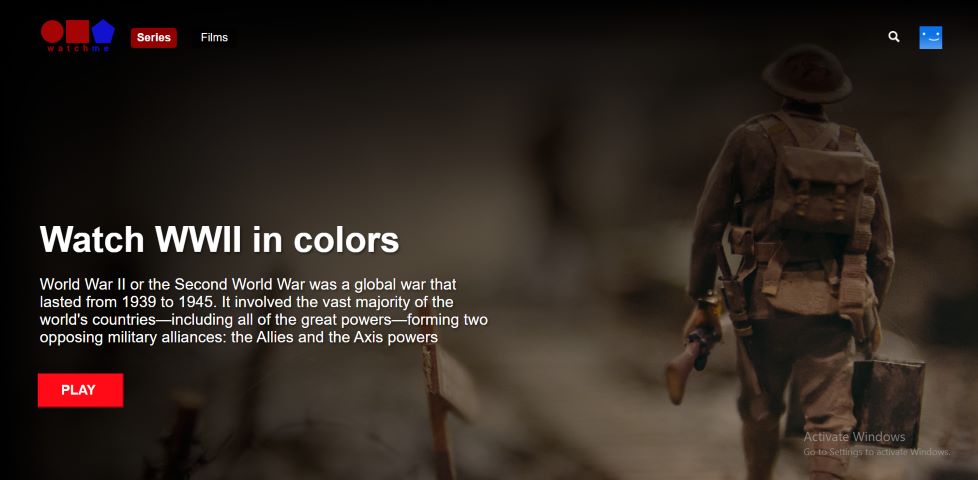 watchme
Series
Films
Watch WWII in colors
World War II or the Second World War was a global war that
lasted from 1939 to 1945. It involved the vast majority of the
world's countries—including all of the great powers—forming two
opposing military alliances: the Allies and the Axis powers
PLAY
Activate Windows
Go to Settings to activate Windows.